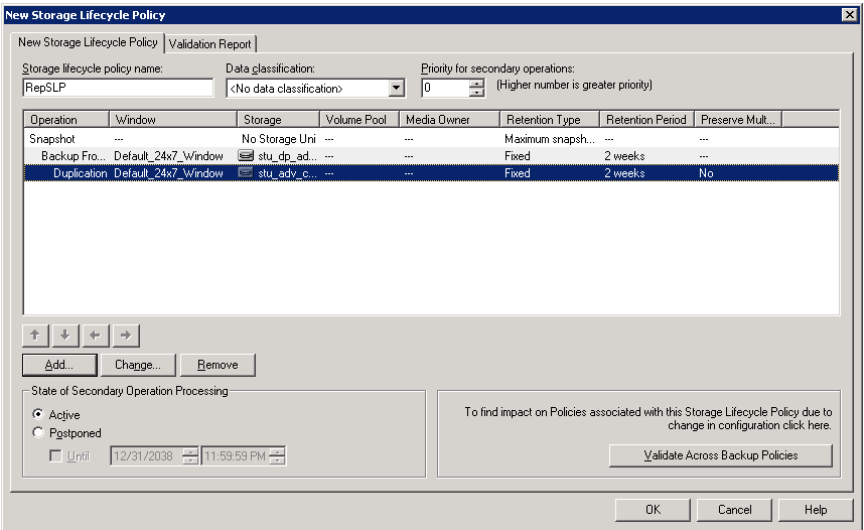 New Storage Lifecycle Policy
New Storage Lifecycle Policy Validation Report
Storage lifecycle policy name: Data classification: Priority for secondary operations:
RepSLP <No data classification> 0 (Higher number is greater priority)
Operation Window Storage Volume Pool Media Owner Retention Type Retention Period Preserve Mult...
Snapshot --- No Storage Uni --- --- Maximum snapsh... --- ---
Backup Fro... Default_24x7_Window stu_dp_ad... --- --- Fixed 2 weeks ---
Duplication Default_24x7_Window stu_adv_c... --- --- Fixed 2 weeks No
Add... Change... Remove
State of Secondary Operation Processing
Active
Postponed
Until 12/31/2038 11:59:59 PM
To find impact on Policies associated with this Storage Lifecycle Policy due to
change in configuration click here.
Validate Across Backup Policies
OK Cancel Help